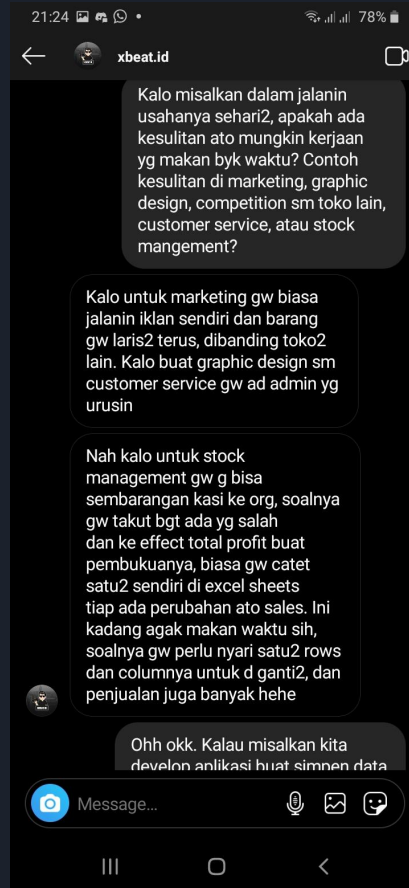 21:24
78%
xbeat.id
Kalo misalkan dalam jalanin
usahanya sehari2, apakah ada
kesulitan ato mungkin kerjaan
yg makan byk waktu? Contoh
kesulitan di marketing, graphic
design, competition sm toko lain,
customer service, atau stock
mangement?
Kalo untuk marketing gw biasa
jalanin iklan sendiri dan barang
gw laris2 terus, dibanding toko2
lain. Kalo buat graphic design sm
customer service gw ad admin yg
urusin
Nah kalo untuk stock
management gw g bisa
sembarangan kasi ke org, soalnya
gw takut bgt ada yg salah
dan ke effect total profit buat
pembukuanya, biasa gw catet
satu2 sendiri di excel sheets
tiap ada perubahan ato sales. Ini
kadang agak makan waktu sih,
soalnya gw perlu nyari satu2 rows
dan columnya untuk d ganti2, dan
penjualan juga banyak hehe
Ohh okk. Kalau misalkan kita
develop aplikasi buat simpen data
Message...